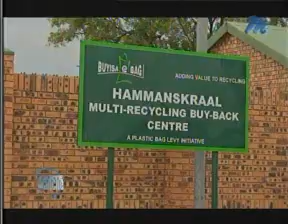 BUYISA e BAG
ADDING VALUE TO RECYCLING
HAMMANSKRAAL
MULTI-RECYCLING BUY-BACK
CENTRE
A PLASTIC BAG LEVY INITIATIVE